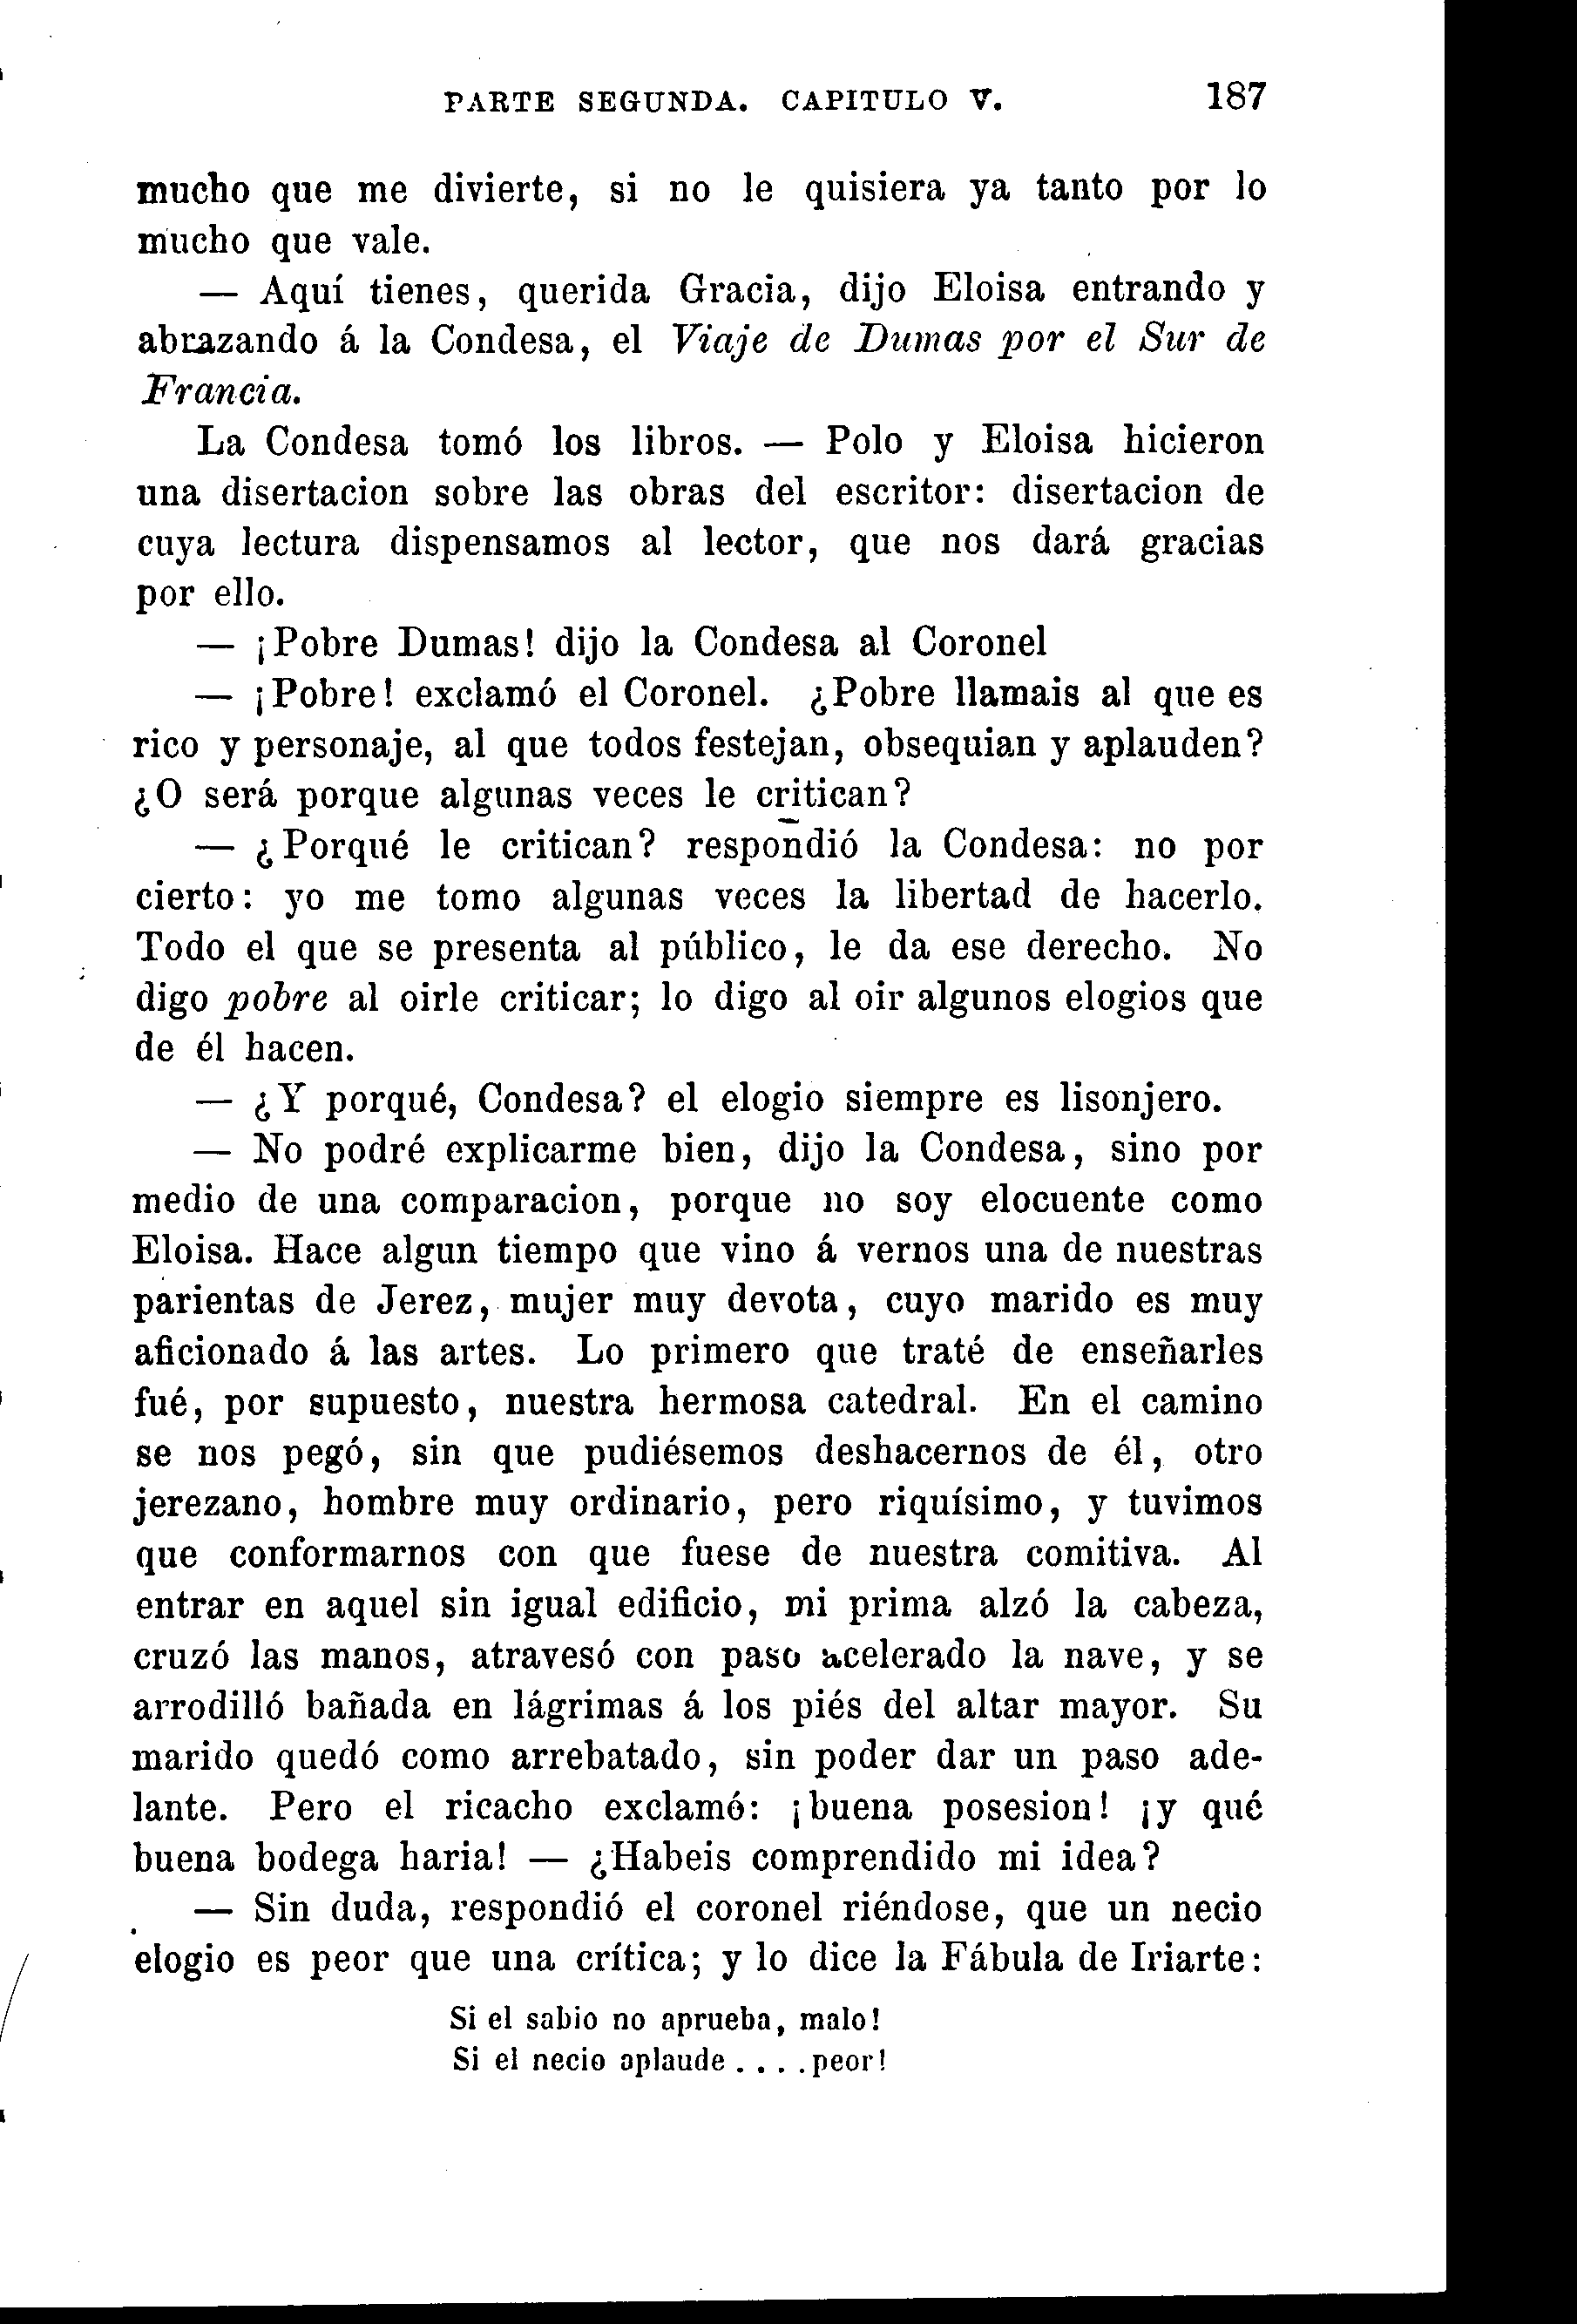 PARTE SEGUNDA. CAPITULO V. 187
mucho que me divierte, si no le quisiera ya tanto por lo
mucho que vale.
— Aquí tienes, querida Gracia, dijo Eloisa entrando y
abrazando á la Condesa, el Viaje de Dumas por el Sur de
Francia.
La Condesa tomó los libros. — Polo y Eloisa hicieron
una disertacion sobre las obras del escritor: disertacion de
cuya lectura dispensamos al lector, que nos dará gracias
por ello.
— ¡Pobre Dumas! dijo la Condesa al Coronel
— ¡Pobre! exclamó el Coronel. ¿Pobre llamais al que es
rico y personaje, al que todos festejan, obsequian y aplauden?
¿O será porque algunas veces le critican?
— ¿Porqué le critican? respondió la Condesa: no por
cierto: yo me tomo algunas veces la libertad de hacerlo.
Todo el que se presenta al público, le da ese derecho. No
digo pobre al oirle criticar; lo digo al oir algunos elogios que
de él hacen.
— ¿Y porqué, Condesa? el elogio siempre es lisonjero.
— No podré explicarme bien, dijo la Condesa, sino por
medio de una comparacion, porque no soy elocuente como
Eloisa. Hace algun tiempo que vino á vernos una de nuestras
parientas de Jerez, mujer muy devota, cuyo marido es muy
aficionado á las artes. Lo primero que traté de enseñarles
fué, por supuesto, nuestra hermosa catedral. En el camino
se nos pegó, sin que pudiésemos deshacernos de él, otro
jerezano, hombre muy ordinario, pero riquísimo, y tuvimos
que conformarnos con que fuese de nuestra comitiva. Al
entrar en aquel sin igual edificio, mi prima alzó la cabeza,
cruzó las manos, atravesó con paso acelerado la nave, y se
arrodilló bañada en lágrimas á los piés del altar mayor. Su
marido quedó como arrebatado, sin poder dar un paso ade-
lante. Pero el ricacho exclamó: ¡buena posesion! ¡y qué
buena bodega haria! — ¿Habeis comprendido mi idea?
— Sin duda, respondió el coronel riéndose, que un necio
elogio es peor que una crítica; y lo dice la Fábula de Iriarte:
Si el sabio no aprueba, malo!
Si el necio aplaude . . . . peor!